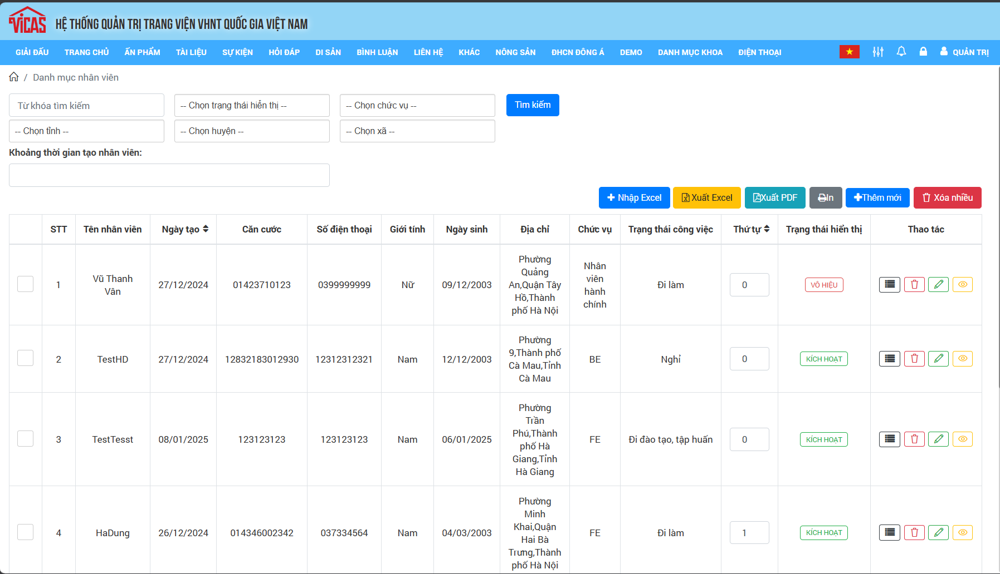 ViCAS
HỆ THỐNG QUẢN TRỊ TRANG VIỆN VHNT QUỐC GIA VIỆT NAM
GIẢI ĐẤU TRANG CHỦ ẤN PHẨM TÀI LIỆU SỰ KIỆN HỎI ĐÁP DI SẢN BÌNH LUẬN LIÊN HỆ KHÁC NÔNG SẢN ĐHCN ĐÔNG Á DEMO DANH MỤC KHOA ĐIỆN THOẠI QUẢN TRỊ
/ Danh mục nhân viên
Từ khóa tìm kiếm -- Chọn trạng thái hiển thị -- -- Chọn chức vụ -- Tìm kiếm
-- Chọn tỉnh -- -- Chọn huyện -- -- Chọn xã --
Khoảng thời gian tạo nhân viên:
Nhập Excel Xuất Excel Xuất PDF In Thêm mới Xóa nhiều
STT Tên nhân viên Ngày tạo Căn cước Số điện thoại Giới tính Ngày sinh Địa chỉ Chức vụ Trạng thái công việc Thứ tự Trạng thái hiển thị Thao tác
1
Vũ Thanh
Vân
27/12/2024
01423710123
0399999999
Nữ
09/12/2003
Phường
Quảng
An,Quận Tây
Hồ,Thành
phố Hà Nội
Nhân
viên
hành
chính
Đi làm
0
VÔ HIỆU
2
TestHD
27/12/2024
12832183012930
12312312321
Nam
12/12/2003
Phường
9,Thành phố
Cà Mau,Tỉnh
Cà Mau
BE
Nghỉ
0
KÍCH HOẠT
3
TestTesst
08/01/2025
123123123
123123123
Nam
06/01/2025
Phường
Trần
Phú,Thành
phố Hà
Giang,Tỉnh
Hà Giang
FE
Đi đào tạo, tập huấn
0
KÍCH HOẠT
4
HaDung
26/12/2024
014346002342
037334564
Nam
04/03/2003
Phường
Minh
Khai,Quận
Hai Bà
Trưng,Thành
phố Hà Nội
FE
Đi làm
1
KÍCH HOẠT